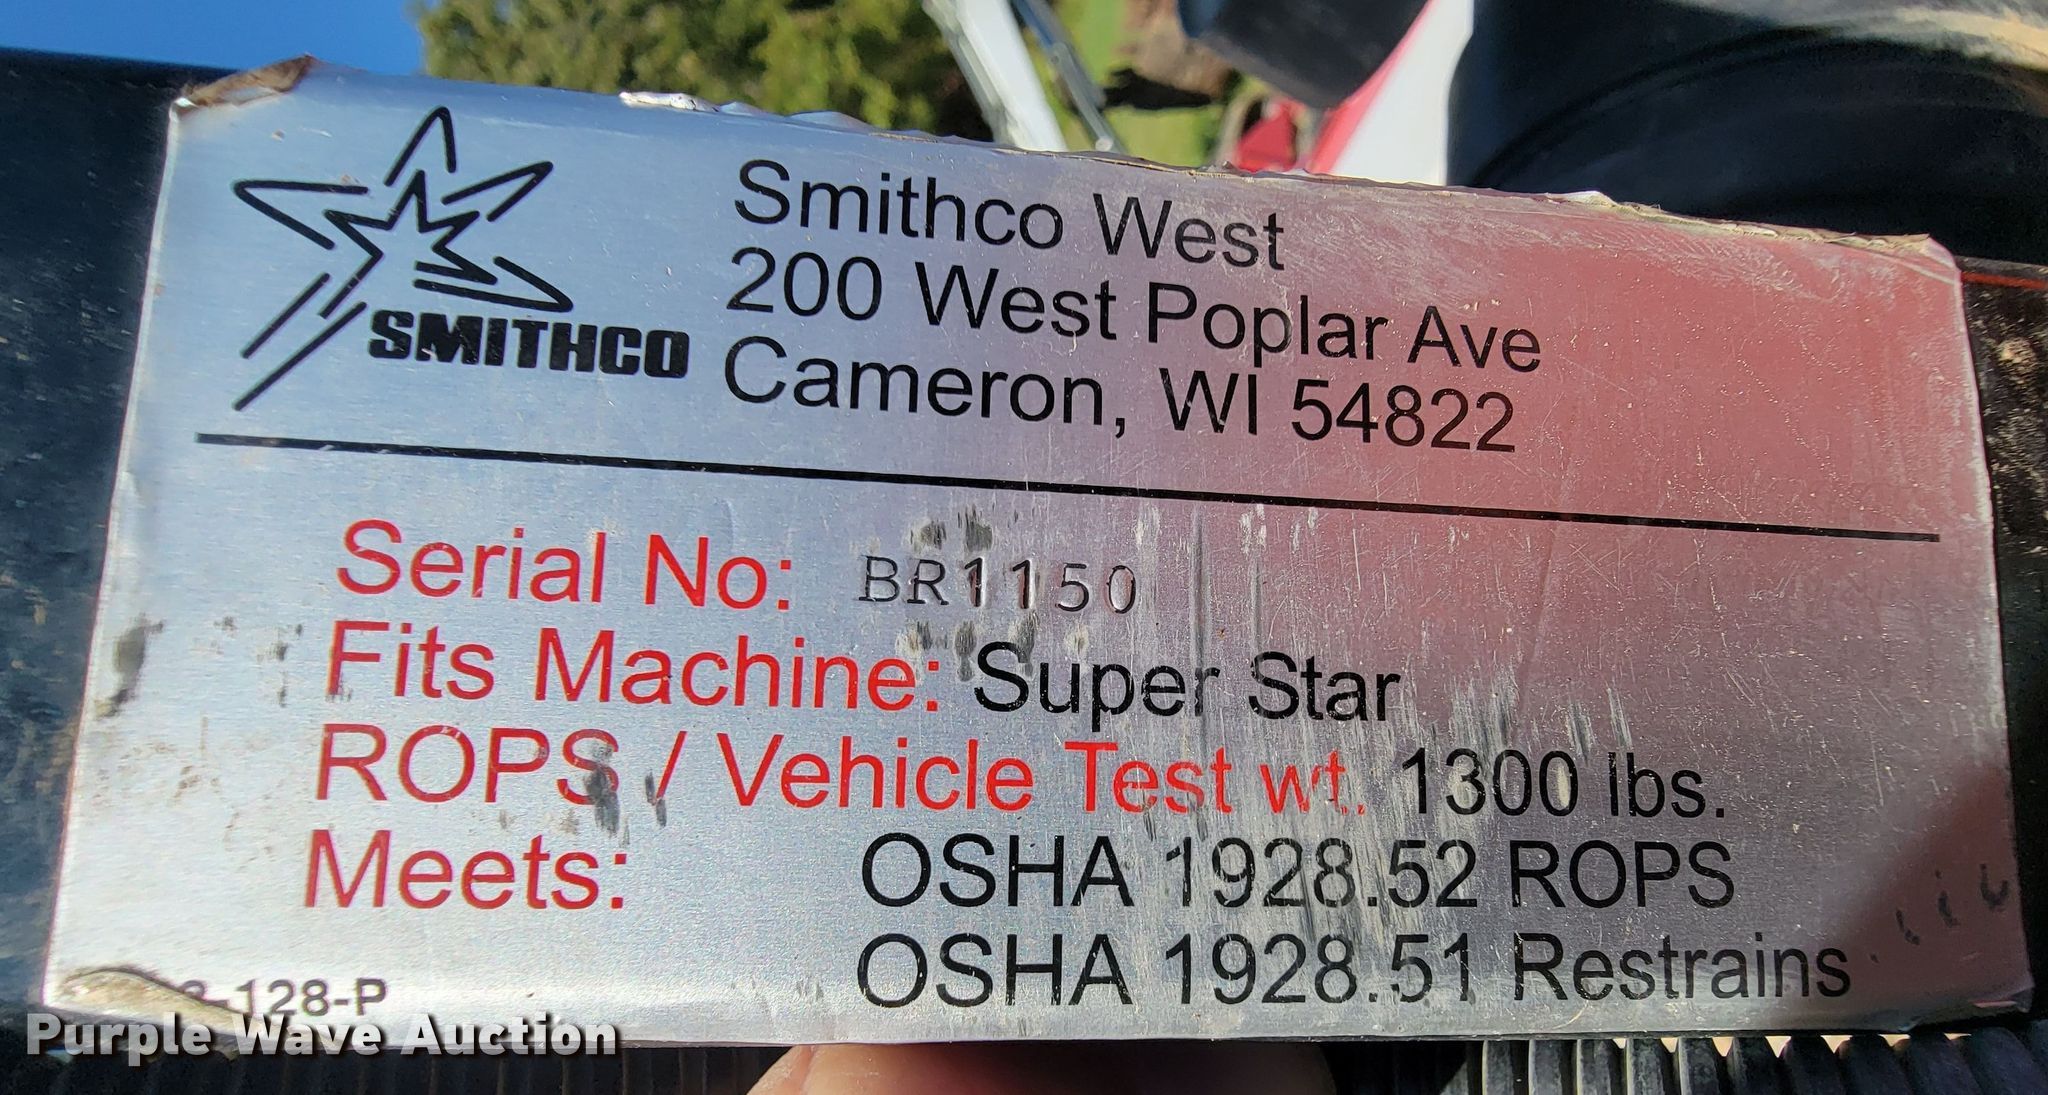 SMITHCO
Smithco West
200 West Poplar Ave
Cameron, WI 54822
Serial No: BR1150
Fits Machine: Super Star
ROPS / Vehicle Test wt. 1300 lbs.
Meets: OSHA 1928.52 ROPS
OSHA 1928.51 Restrains
-128-P
Purple Wave Auction